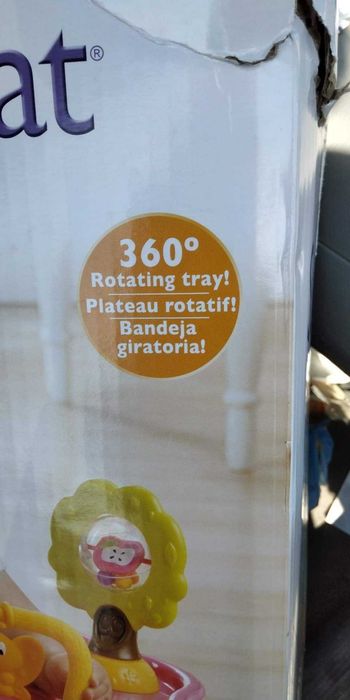 at®
360°
Rotating tray!
Plateau rotatif!
Bandeja
giratoria!